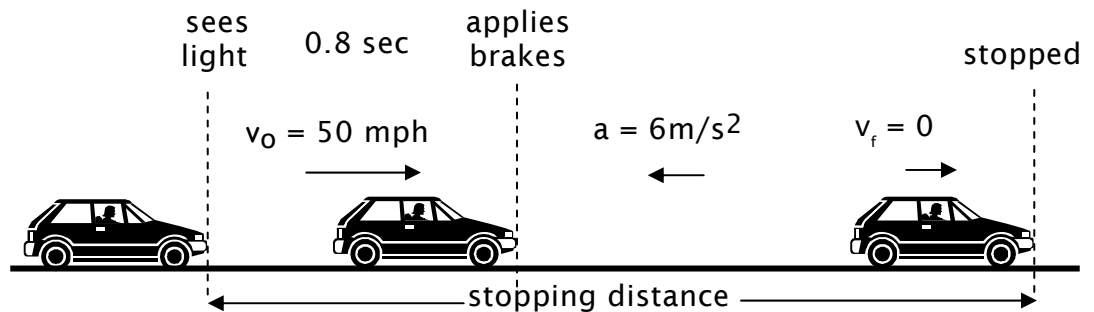 sees
light
0.8 sec
applies
brakes
stopped
vo = 50 mph
a = 6m/s2
vf = 0
stopping distance